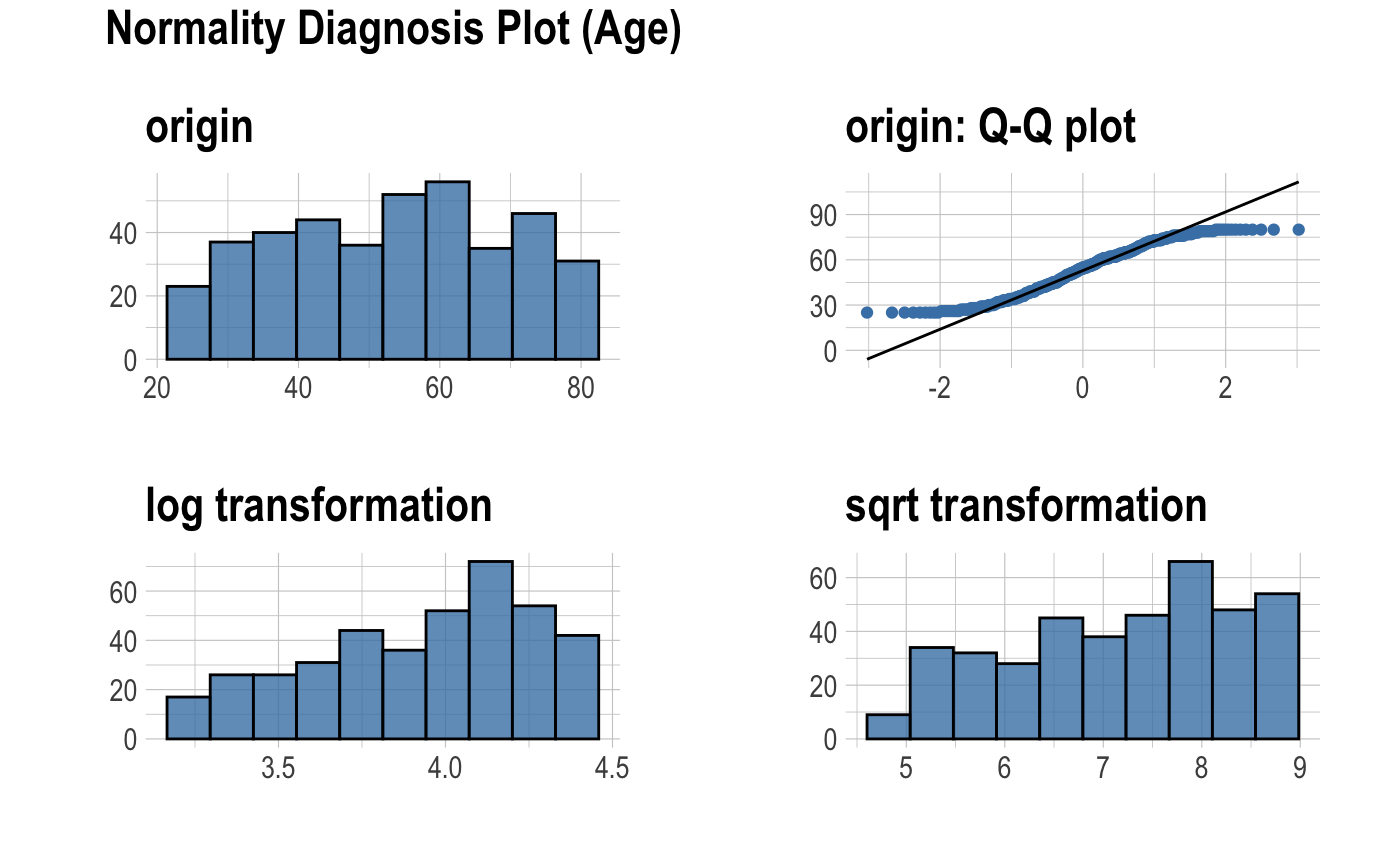 Normality Diagnosis Plot (Age)
origin
40
20
0
20 40 60 80
origin: Q-Q plot
90
60
30
0
-2 0 2
log transformation
60
40
20
0
3.5 4.0 4.5
sqrt transformation
60
40
20
0
5 6 7 8 9